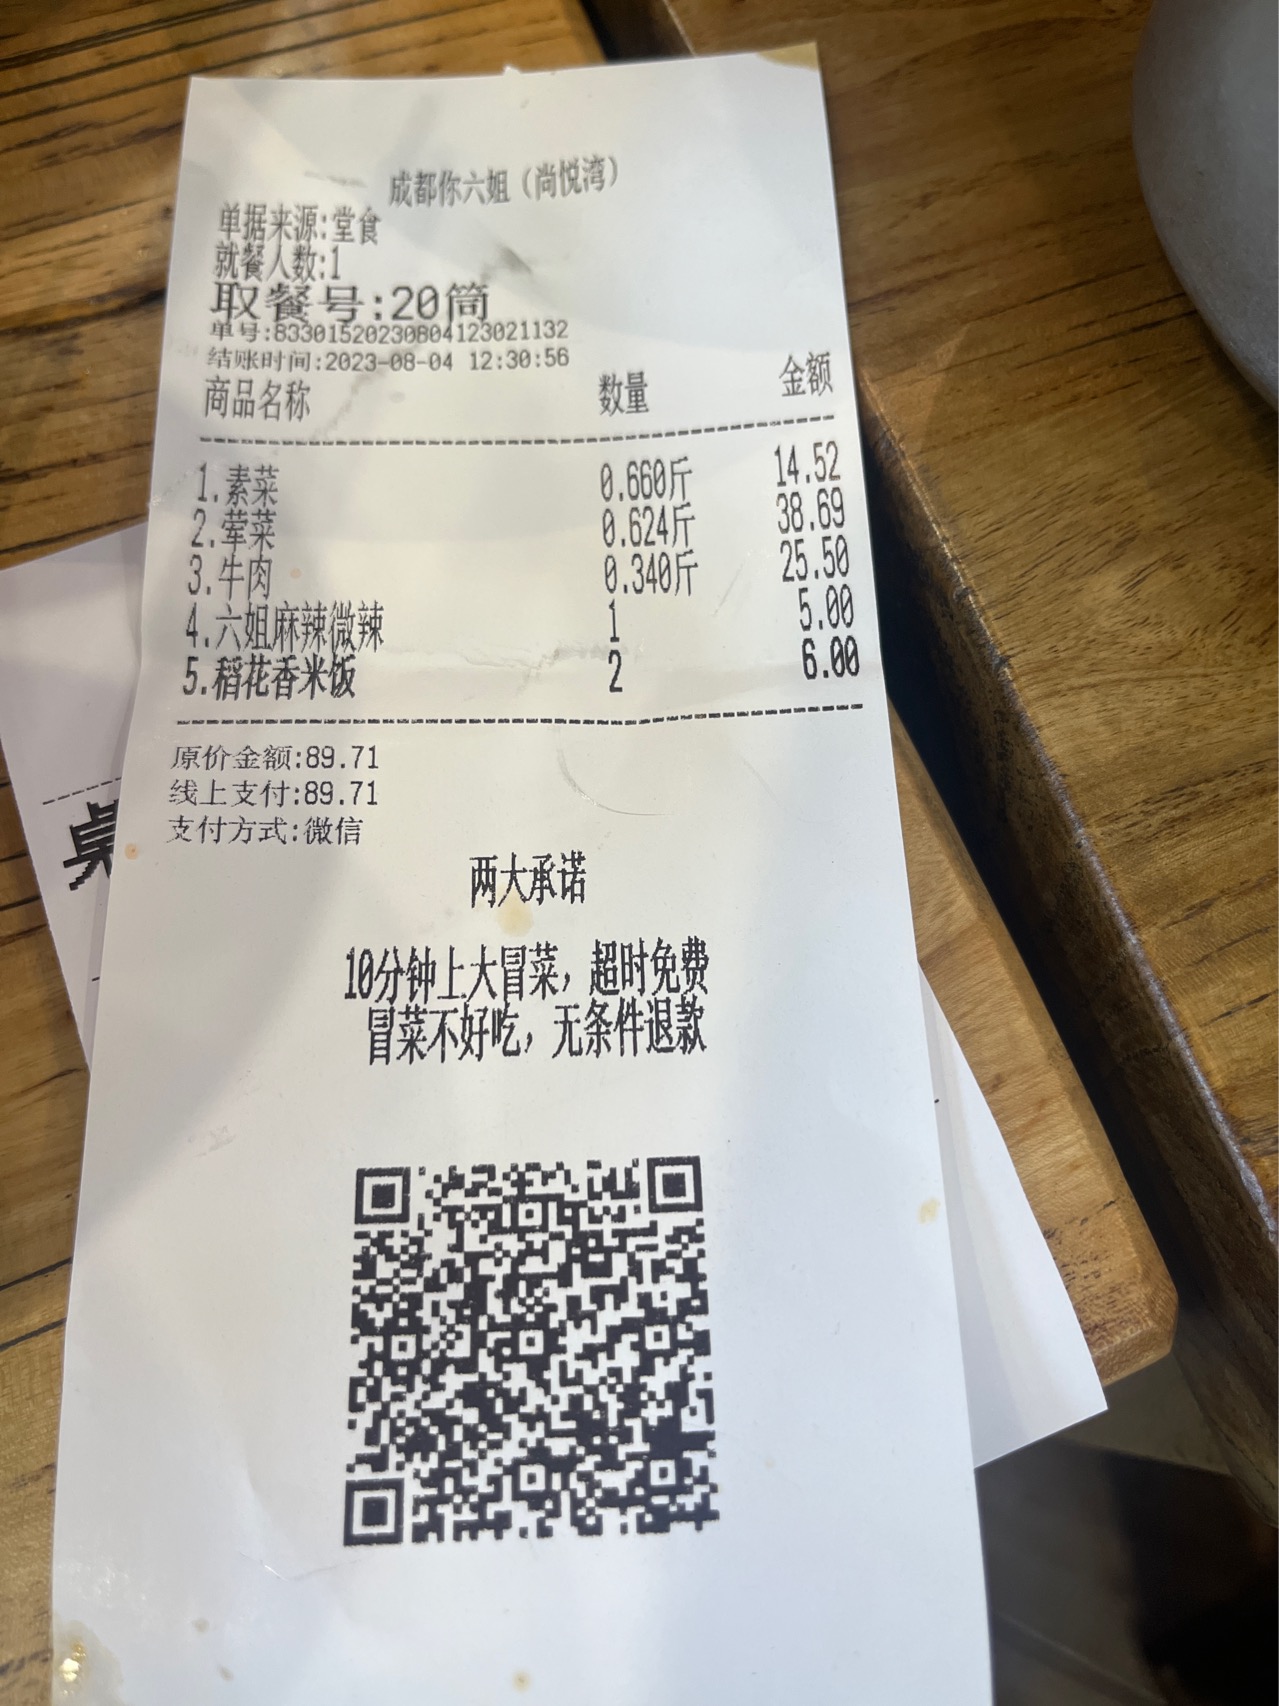 成都你六姐（尚悦湾）
单据来源:堂食
就餐人数:1
取餐号:20筒
单号:83301520230804123021132
结账时间:2023-08-04 12:30:56
商品名称 数量 金额
1.素菜 0.660斤 14.52
2.荤菜 0.624斤 38.69
3.牛肉 0.340斤 25.50
4.六姐麻辣微辣 1 5.00
5.稻花香米饭 2 6.00
原价金额:89.71
线上支付:89.71
支付方式:微信
两大承诺
10分钟上大冒菜，超时免费
冒菜不好吃，无条件退款